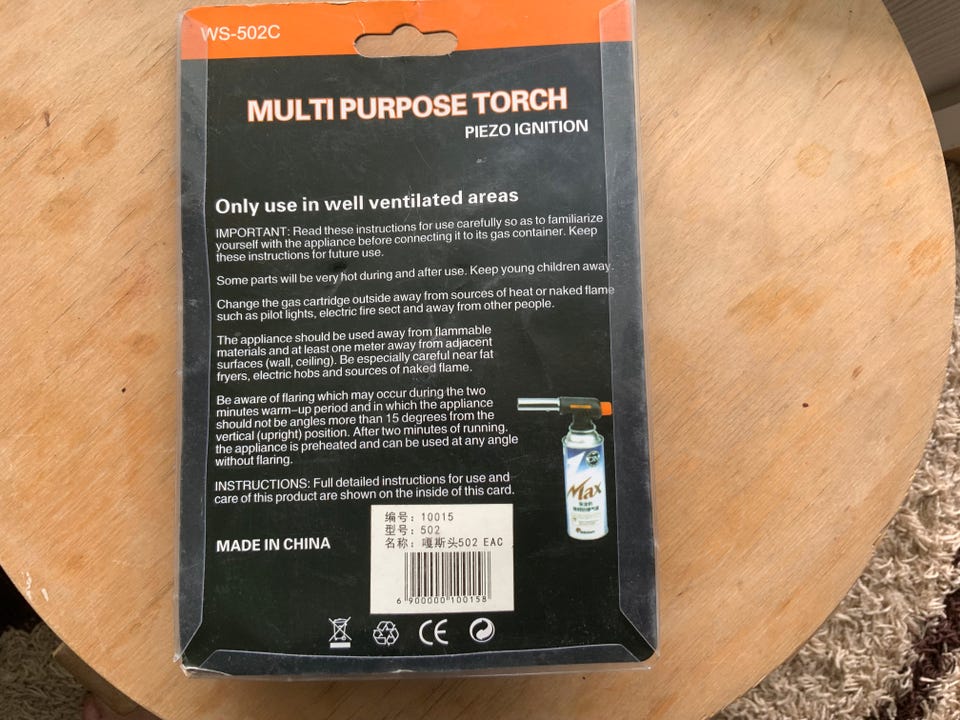 WS-502C
MULTI PURPOSE TORCH
PIEZO IGNITION
Only use in well ventilated areas
IMPORTANT: Read these instructions for use carefully so as to familiarize
yourself with the appliance before connecting it to its gas container. Keep
these instructions for future use.
Some parts will be very hot during and after use. Keep young children away.
Change the gas cartridge outside away from sources of heat or naked flame
such as pilot lights, electric fire sect and away from other people.
The appliance should be used away from flammable
materials and at least one meter away from adjacent
surfaces (wall, ceiling). Be especially careful near fat
fryers, electric hobs and sources of naked flame.
Be aware of flaring which may occur during the two
minutes warm-up period and in which the appliance
should not be angles more than 15 degrees from the
vertical (upright) position. After two minutes of running.
the appliance is preheated and can be used at any angle
without flaring.
INSTRUCTIONS: Full detailed instructions for use and
care of this product are shown on the inside of this card.
Max
MADE IN CHINA
编号: 10015
型号: 502
名称: 嘎斯头502 EAC
6 900000 100158
CE